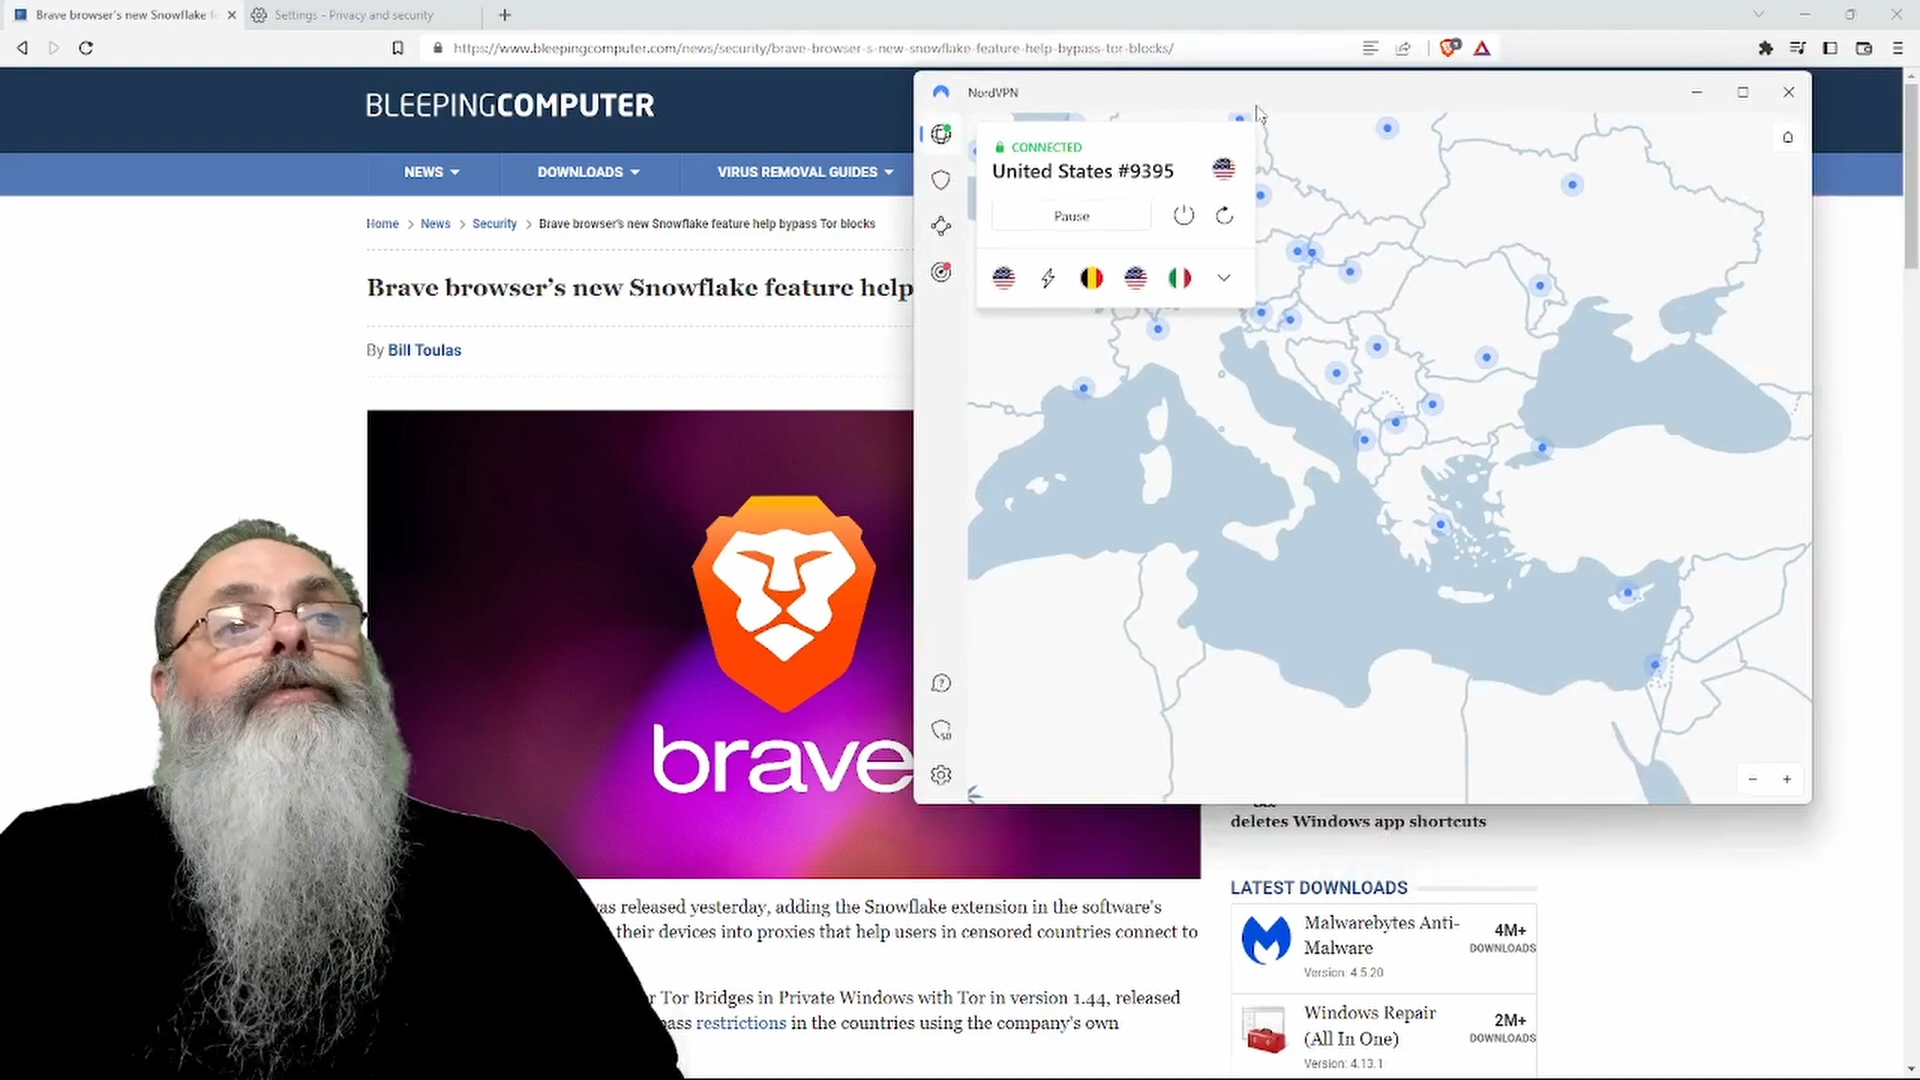 Brave browser's new Snowflake f
Settings - Privacy and security
https://www.bleepingcomputer.com/news/security/brave-browser-s-new-snowflake-feature-help-bypass-tor-blocks/
BLEEPINGCOMPUTER
NEWS
DOWNLOADS
VIRUS REMOVAL GUIDES
Home > News > Security > Brave browser's new Snowflake feature help bypass Tor blocks
Brave browser’s new Snowflake feature help
By Bill Toulas
brave
NordVPN
CONNECTED
United States #9395
Pause
as released yesterday, adding the Snowflake extension in the software's
their devices into proxies that help users in censored countries connect to
r Tor Bridges in Private Windows with Tor in version 1.44, released
pass restrictions in the countries using the company's own
deletes Windows app shortcuts
LATEST DOWNLOADS
Malwarebytes Anti-
Malware
Version: 4.5.20
4M+
DOWNLOADS
Windows Repair
(All In One)
Version: 4.13.1
2M+
DOWNLOADS